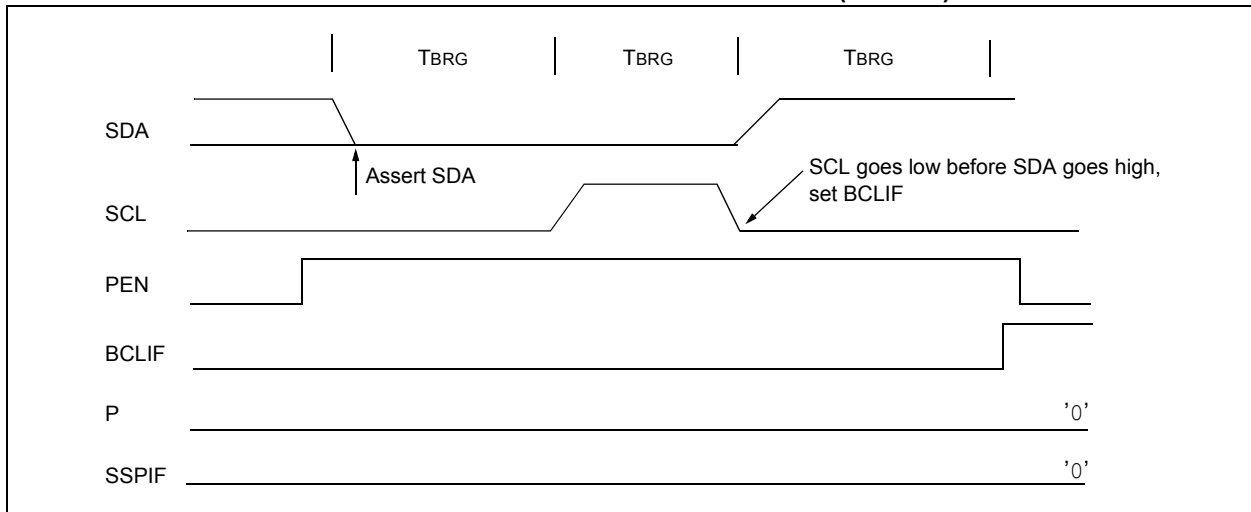 TBRG TBRG TBRG
SDA
Assert SDA
SCL goes low before SDA goes high,
set BCLIF
SCL
PEN
BCLIF
P '0'
SSPIF '0'